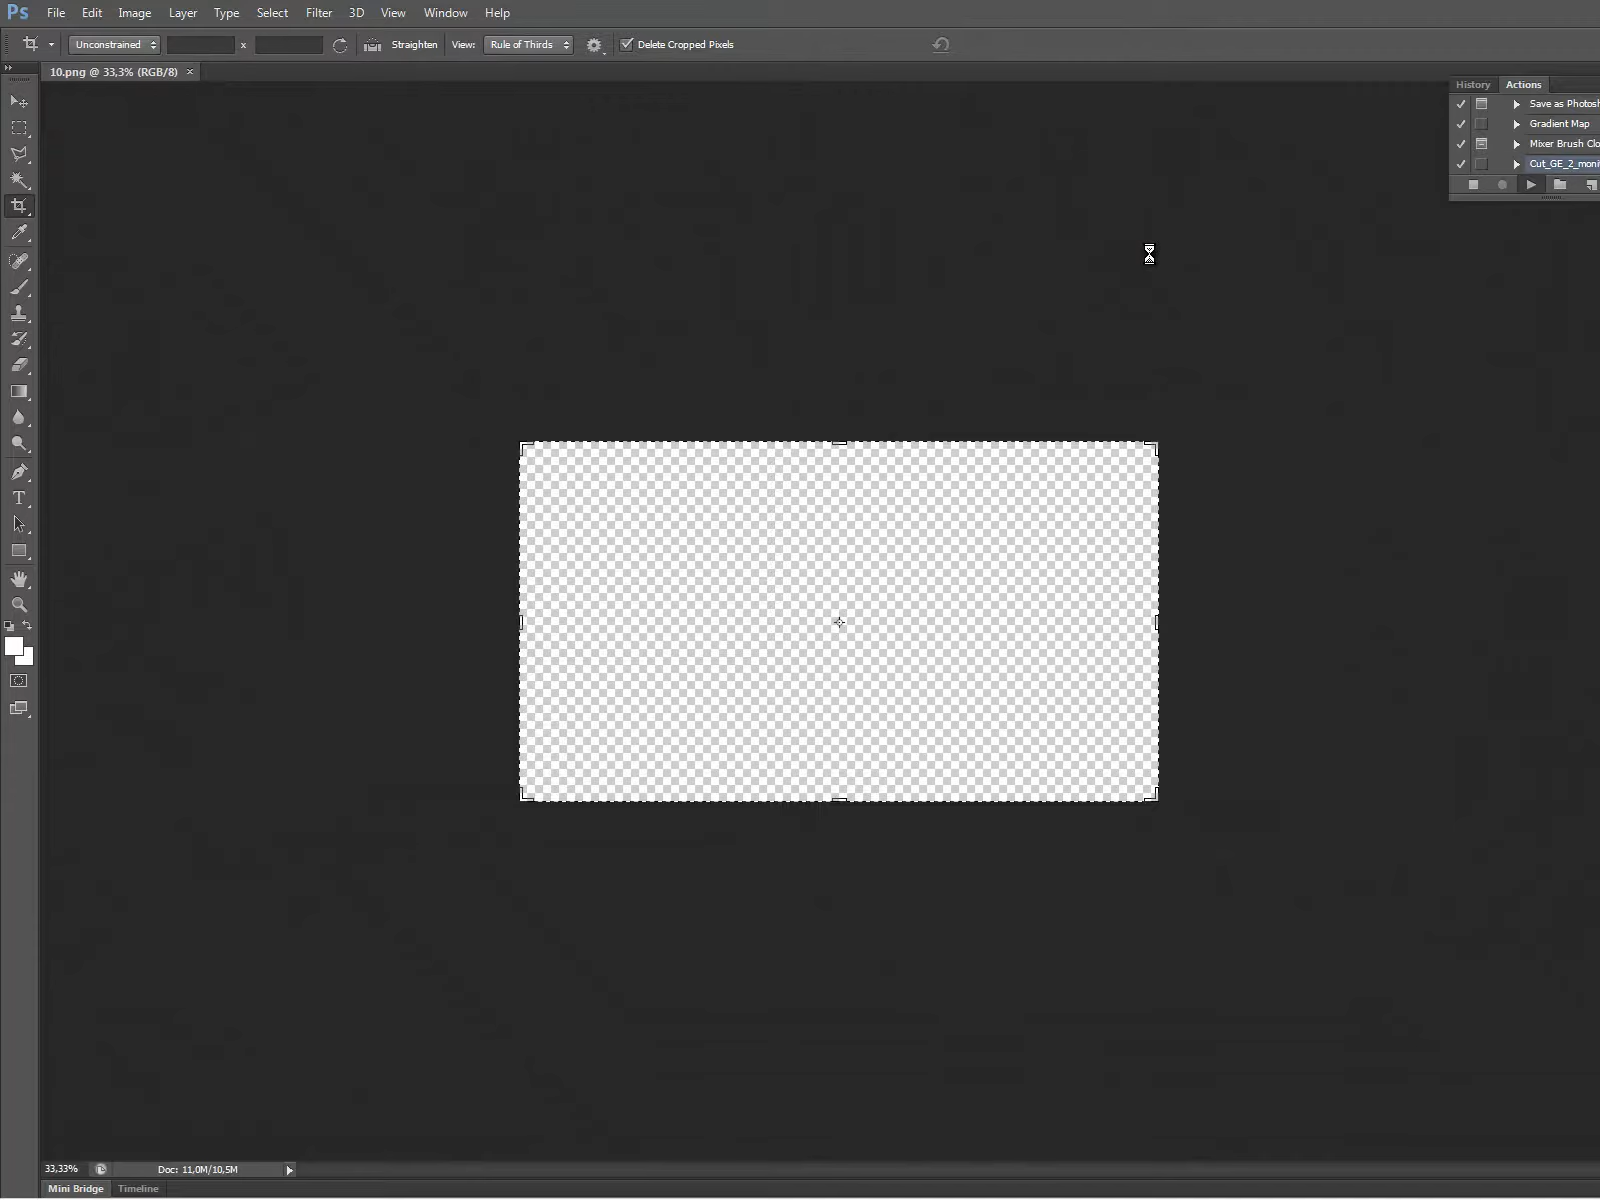 Ps File Edit Image Layer Type Select Filter 3D View Window Help
Unconstrained x Straighten View: Rule of Thirds Delete Cropped Pixels
10.png @ 33,3% (RGB/8) ×
History Actions
Save as Photosh
Gradient Map
Mixer Brush Clo
Cut_GE_2_moni
T
33,33% Doc: 11,0M/10,5M
Mini Bridge Timeline